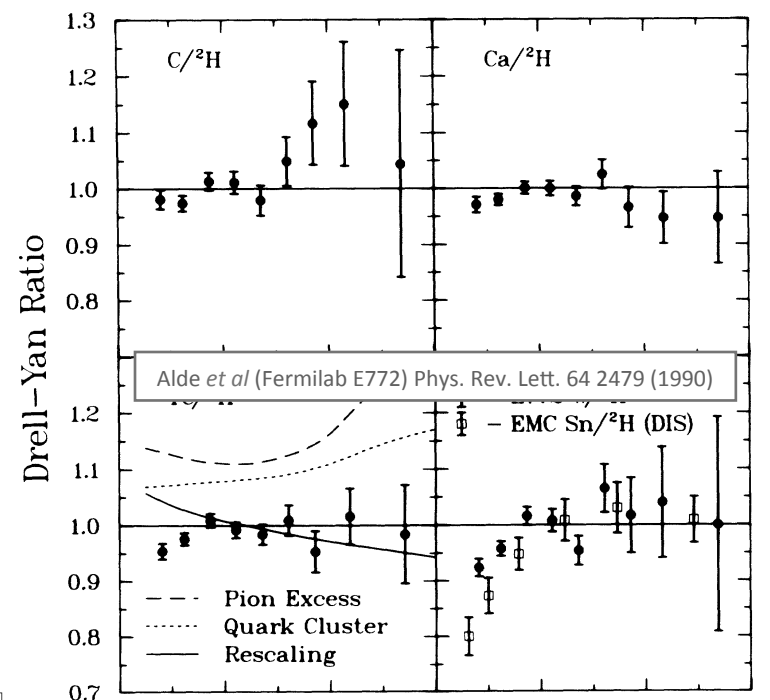 1.3
C/²H
Ca/²H
1.2
1.1
1.0
0.9
0.8
Drell–Yan Ratio
Alde et al (Fermilab E772) Phys. Rev. Lett. 64 2479 (1990)
– EMC Sn/²H (DIS)
1.2
1.1
1.0
0.9
Pion Excess
0.8
Quark Cluster
Rescaling
0.7